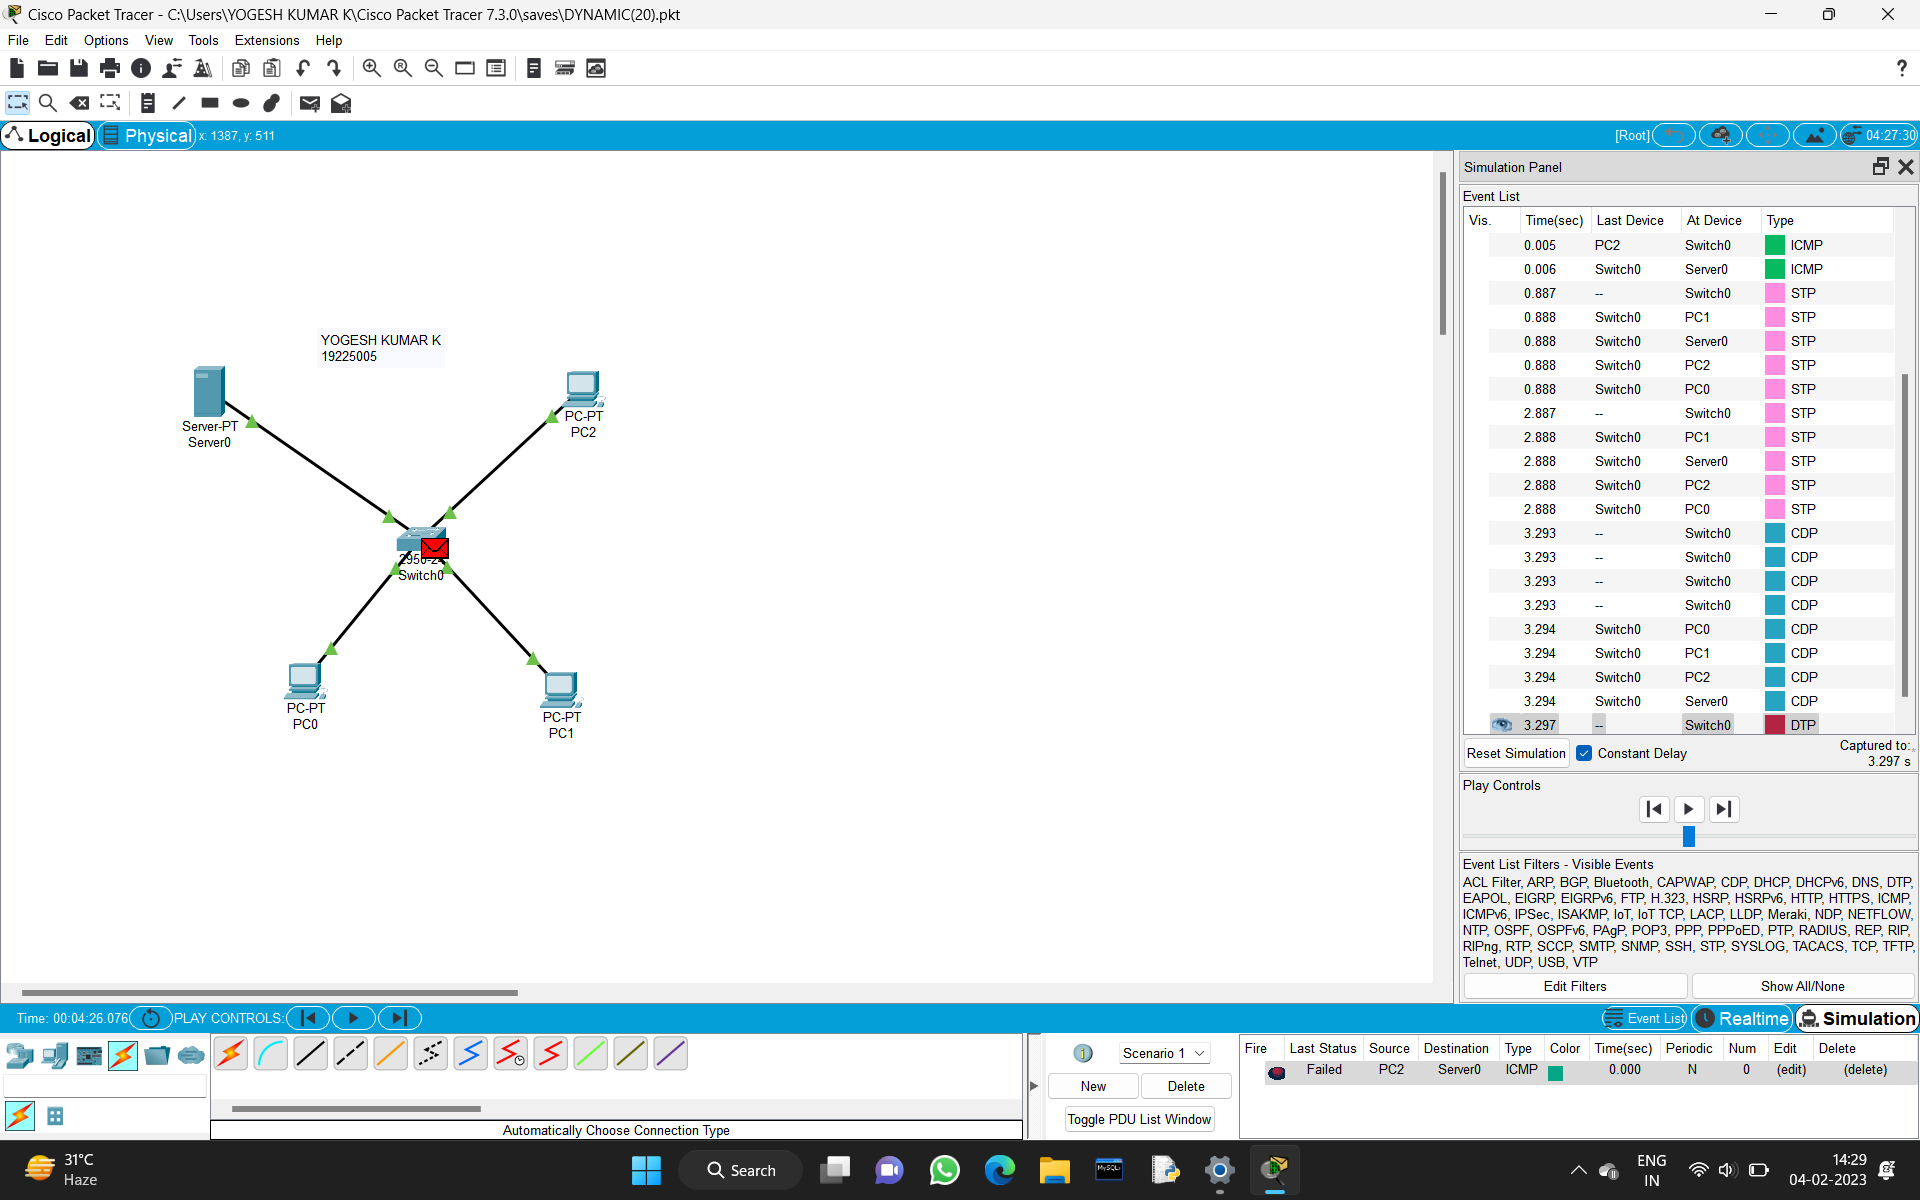 Cisco Packet Tracer - C:\Users\YOGESH KUMAR K\Cisco Packet Tracer 7.3.0\saves\DYNAMIC(20).pkt
File Edit Options View Tools Extensions Help
?
Logical Physical x: 1387, y: 511 [Root] 04:27:30
YOGESH KUMAR K
19225005
Server-PT
Server0
PC-PT
PC2
2950-24
Switch0
PC-PT
PC0
PC-PT
PC1
Simulation Panel
Event List
Vis. Time(sec) Last Device At Device Type
0.005 PC2 Switch0 ICMP
0.006 Switch0 Server0 ICMP
0.887 -- Switch0 STP
0.888 Switch0 PC1 STP
0.888 Switch0 Server0 STP
0.888 Switch0 PC2 STP
0.888 Switch0 PC0 STP
2.887 -- Switch0 STP
2.888 Switch0 PC1 STP
2.888 Switch0 Server0 STP
2.888 Switch0 PC2 STP
2.888 Switch0 PC0 STP
3.293 -- Switch0 CDP
3.293 -- Switch0 CDP
3.293 -- Switch0 CDP
3.293 -- Switch0 CDP
3.294 Switch0 PC0 CDP
3.294 Switch0 PC1 CDP
3.294 Switch0 PC2 CDP
3.294 Switch0 Server0 CDP
3.297 -- Switch0 DTP
Reset Simulation Constant Delay Captured to:
3.297 s
Play Controls
Event List Filters - Visible Events
ACL Filter, ARP, BGP, Bluetooth, CAPWAP, CDP, DHCP, DHCPv6, DNS, DTP,
EAPOL, EIGRP, EIGRPv6, FTP, H.323, HSRP, HSRPv6, HTTP, HTTPS, ICMP,
ICMPv6, IPSec, ISAKMP, IoT, IoT TCP, LACP, LLDP, Meraki, NDP, NETFLOW,
NTP, OSPF, OSPFv6, PAgP, POP3, PPP, PPPoED, PTP, RADIUS, REP, RIP,
RIPng, RTP, SCCP, SMTP, SNMP, SSH, STP, SYSLOG, TACACS, TCP, TFTP,
Telnet, UDP, USB, VTP
Edit Filters Show All/None
Time: 00:04:26.076 PLAY CONTROLS: Event List Realtime Simulation
Scenario 1
New Delete
Toggle PDU List Window
Fire Last Status Source Destination Type Color Time(sec) Periodic Num Edit Delete
Failed PC2 Server0 ICMP 0.000 N 0 (edit) (delete)
Automatically Choose Connection Type
31°C
Haze
Search
MySQL
ENG
IN
14:29
04-02-2023